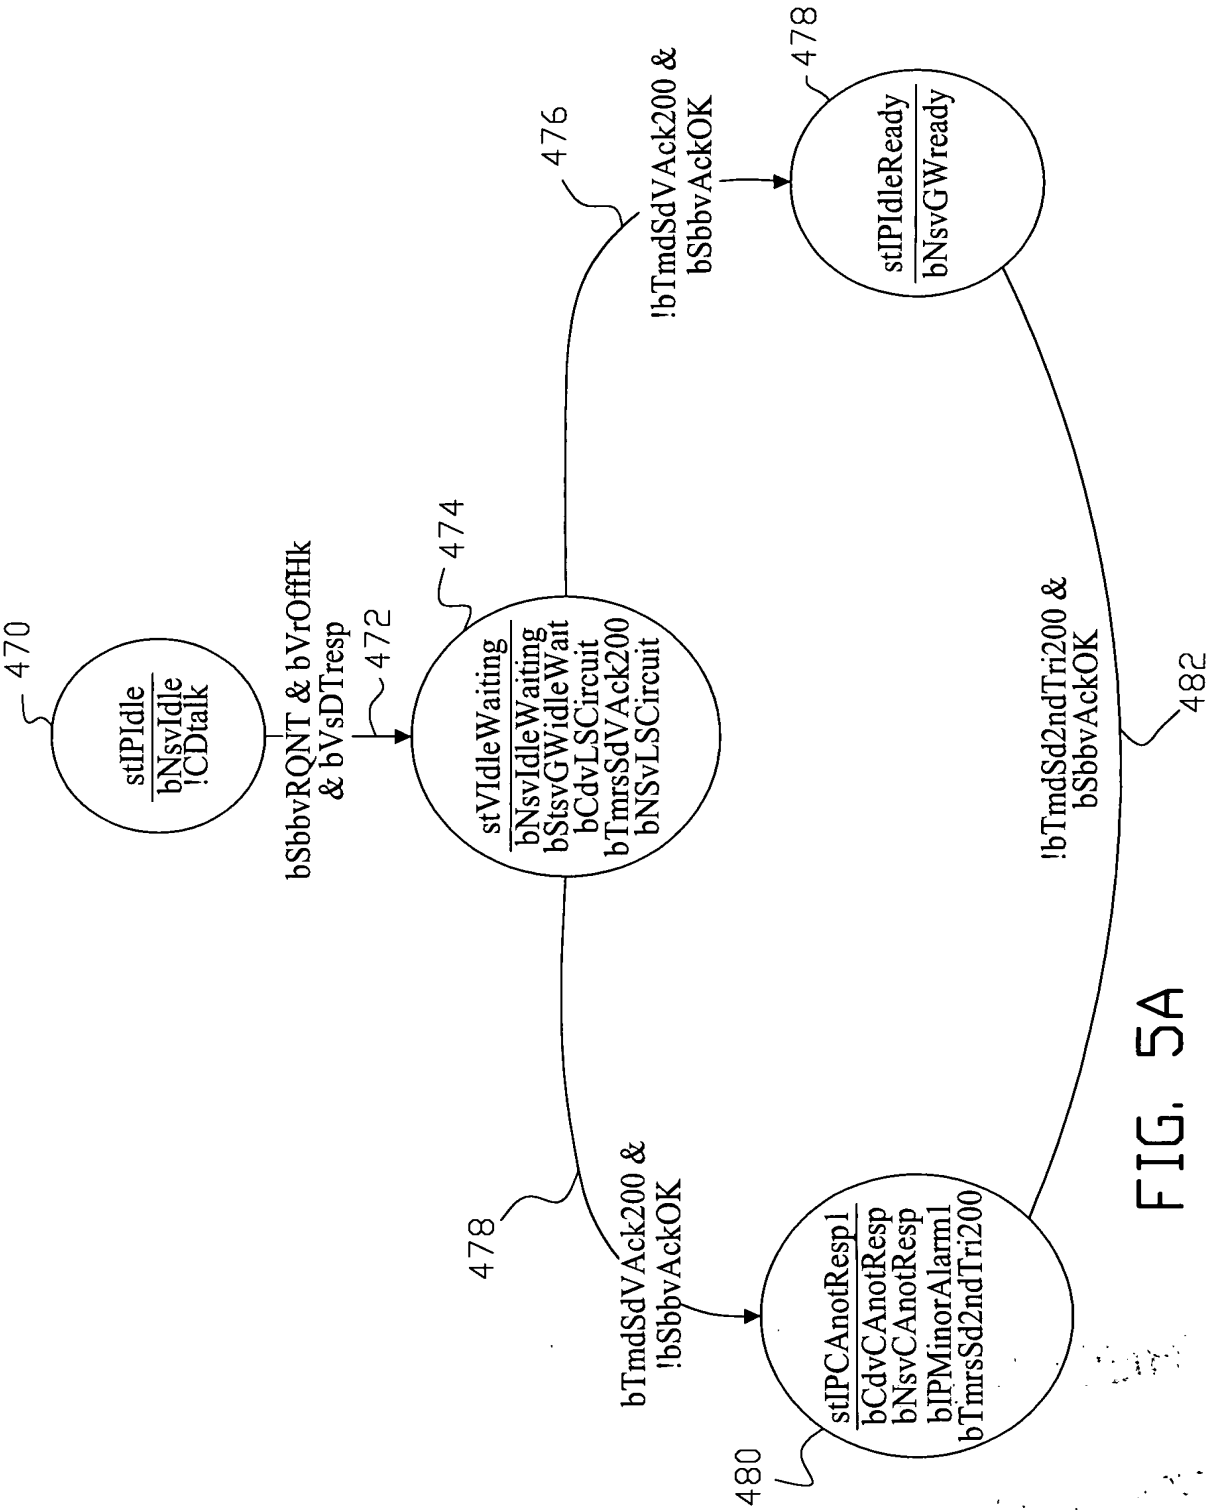 470
stIPIdle
bNsvIdle
!CDtalk
bSbbvRQNT & bVrOffHk
& bVsDTresp
472
474
stVIdleWaiting
bNsvIdleWaiting
bStsvGWidleWait
bCdvLSCircuit
bTmrsSdVAck200
bNSvLSCircuit
478
bTmdSdVAck200 &
!bSbbvAckOK
476
!bTmdSdVAck200 &
bSbbvAckOK
480
stIPCAnotResp1
bCdvCAnotResp
bNsvCAnotResp
bIPMinorAlarm1
bTmrsSd2ndTri200
478
stIPIdleReady
bNsvGWready
!bTmdSd2ndTri200 &
bSbbvAckOK
482
FIG. 5A